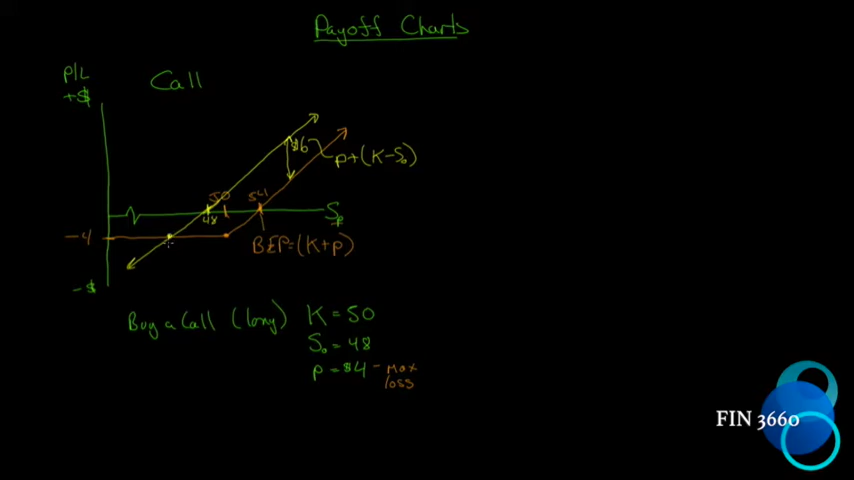 Payoff Charts
P/L
+$
Call
$6
p+(K-S₀)
50
54
48
Sₚ
-4
BEP=(K+p)
-$
Buy a Call (long)
K = 50
S₀ = 48
p = $4 - Max
loss
FIN 3660